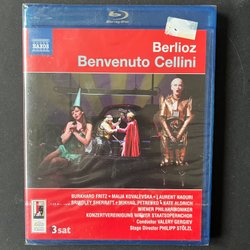 Blu-ray Disc
NAXOS
Berlioz
Benvenuto Cellini
BURKHARD FRITZ • MAIJA KOVALEVSKA • LAURENT NAOURI
BRINDLEY SHERRATT • MIKHAIL PETRENKO • KATE ALDRICH
WIENER PHILHARMONIKER
KONZERTVEREINIGUNG WIENER STAATSOPERNCHOR
Conductor VALERY GERGIEV
Stage Director PHILIPP STÖLZL
3sat